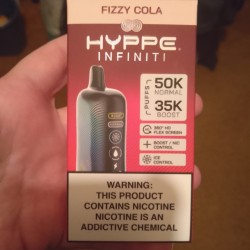 FIZZY COLA
HYPPE
INFINITI
PUFFS
50K
NORMAL
35K
BOOST
360° HD
FLEX SCREEN
BOOST / NIC
CONTROL
ICE
CONTROL
WARNING:
THIS PRODUCT
CONTAINS NICOTINE
NICOTINE IS AN
ADDICTIVE CHEMICAL